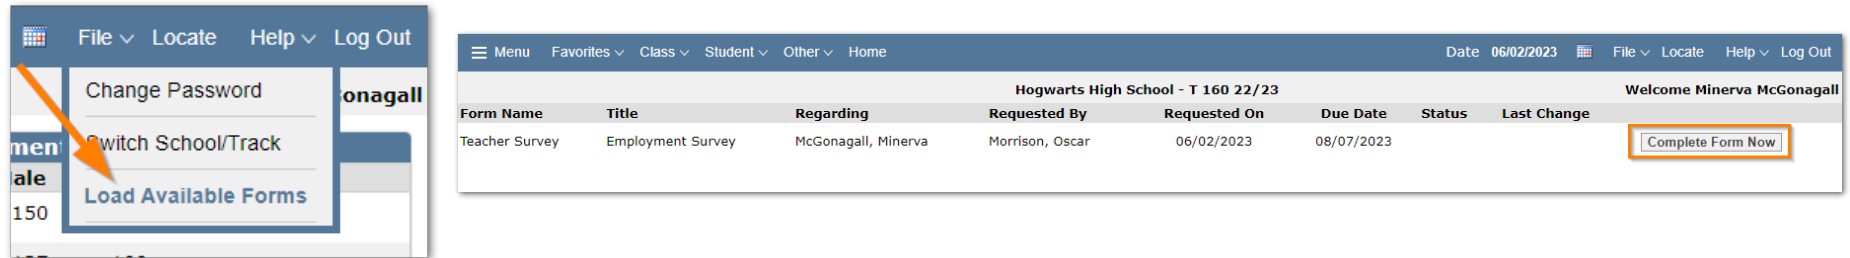 File Locate Help Log Out
Change Password
onagall
Switch School/Track
ale
Load Available Forms
150
Menu Favorites Class Student Other Home Date 06/02/2023 File Locate Help Log Out
Hogwarts High School - T 160 22/23 Welcome Minerva McGonagall
Form Name Title Regarding Requested By Requested On Due Date Status Last Change
Teacher Survey Employment Survey McGonagall, Minerva Morrison, Oscar 06/02/2023 08/07/2023 Complete Form Now